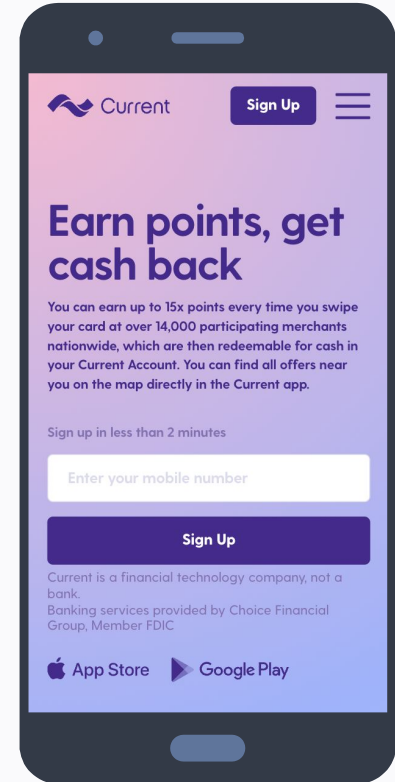 Current
Sign Up
Earn points, get
cash back
You can earn up to 15x points every time you swipe
your card at over 14,000 participating merchants
nationwide, which are then redeemable for cash in
your Current Account. You can find all offers near
you on the map directly in the Current app.
Sign up in less than 2 minutes
Enter your mobile number
Sign Up
Current is a financial technology company, not a
bank.
Banking services provided by Choice Financial
Group, Member FDIC
App Store
Google Play